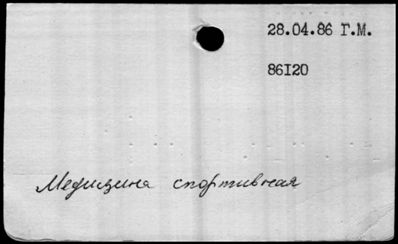 28.04.86 Г.М.
86I20
Медицина спортивная